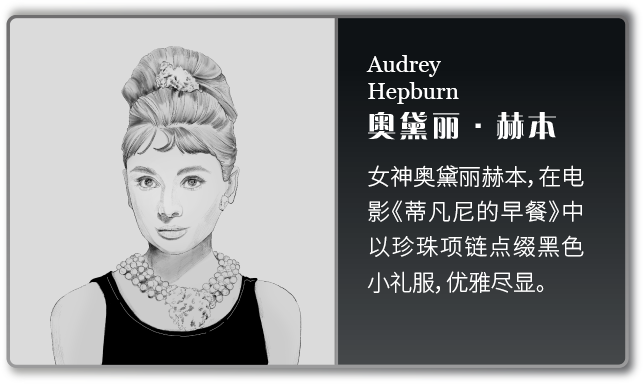 Audrey
Hepburn
奥黛丽·赫本
女神奥黛丽赫本，在电
影《蒂凡尼的早餐》中
以珍珠项链点缀黑色
小礼服，优雅尽显。